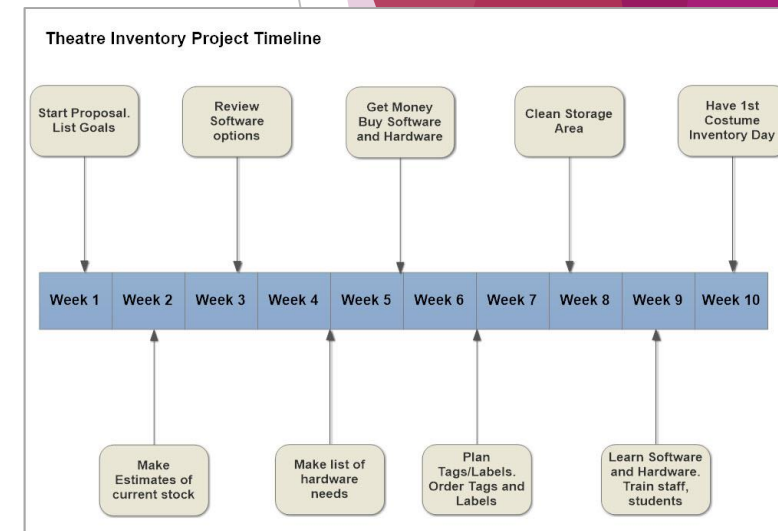 Theatre Inventory Project Timeline
Start Proposal.
List Goals
Review
Software
options
Get Money
Buy Software
and Hardware
Clean Storage
Area
Have 1st
Costume
Inventory Day
Week 1
Week 2
Week 3
Week 4
Week 5
Week 6
Week 7
Week 8
Week 9
Week 10
Make
Estimates of
current stock
Make list of
hardware
needs
Plan
Tags/Labels.
Order Tags and
Labels
Learn Software
and Hardware.
Train staff,
students